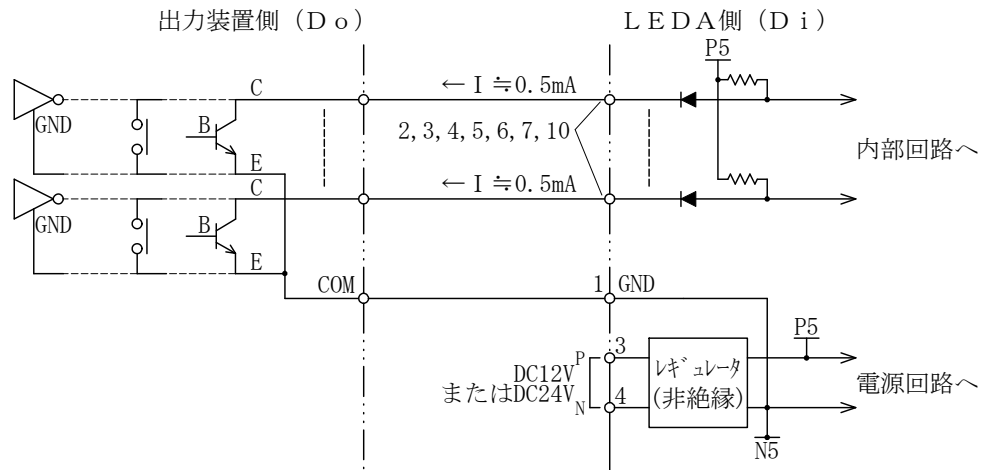 出力装置側（Ｄｏ）
ＬＥＤＡ側（Ｄｉ）
P5
C
← I ≒0.5mA
GND
B
2, 3, 4, 5, 6, 7, 10
内部回路へ
E
C
← I ≒0.5mA
GND
B
E
COM
1
GND
P5
P
3
DC12V
またはDC24V
N
4
ﾚｷﾞｭﾚｰﾀ
(非絶縁)
電源回路へ
N5